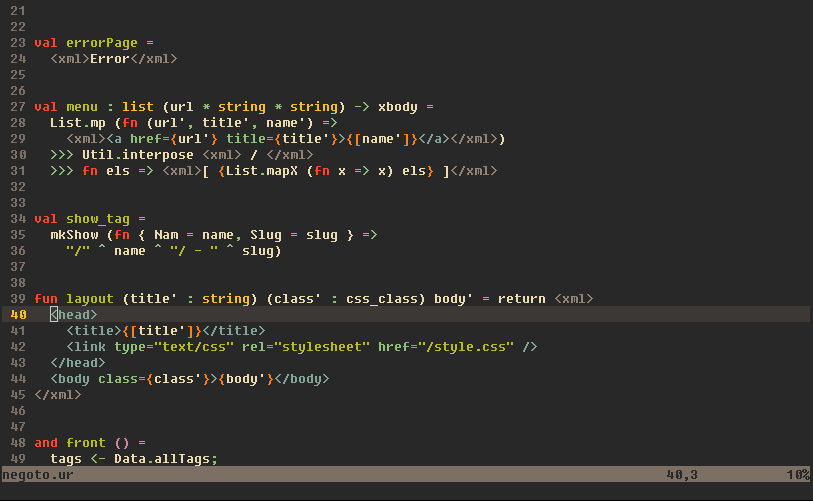 21
22
23 val errorPage =
24   <xml>Error</xml>
25
26
27 val menu : list (url * string * string) -> xbody =
28   List.mp (fn (url', title', name') =>
29     <xml><a href={url'} title={title'}>{[name']}</a></xml>)
30   >>> Util.interpose <xml> / </xml>
31   >>> fn els => <xml>[ {List.mapX (fn x => x) els} ]</xml>
32
33
34 val show_tag =
35   mkShow (fn { Nam = name, Slug = slug } =>
36     "/" ^ name ^ "/ - " ^ slug)
37
38
39 fun layout (title' : string) (class' : css_class) body' = return <xml>
40   <head>
41     <title>{[title']}</title>
42     <link type="text/css" rel="stylesheet" href="/style.css" />
43   </head>
44   <body class={class'}>{body'}</body>
45 </xml>
46
47
48 and front () =
49   tags <- Data.allTags;
negoto.ur 40,3 10%